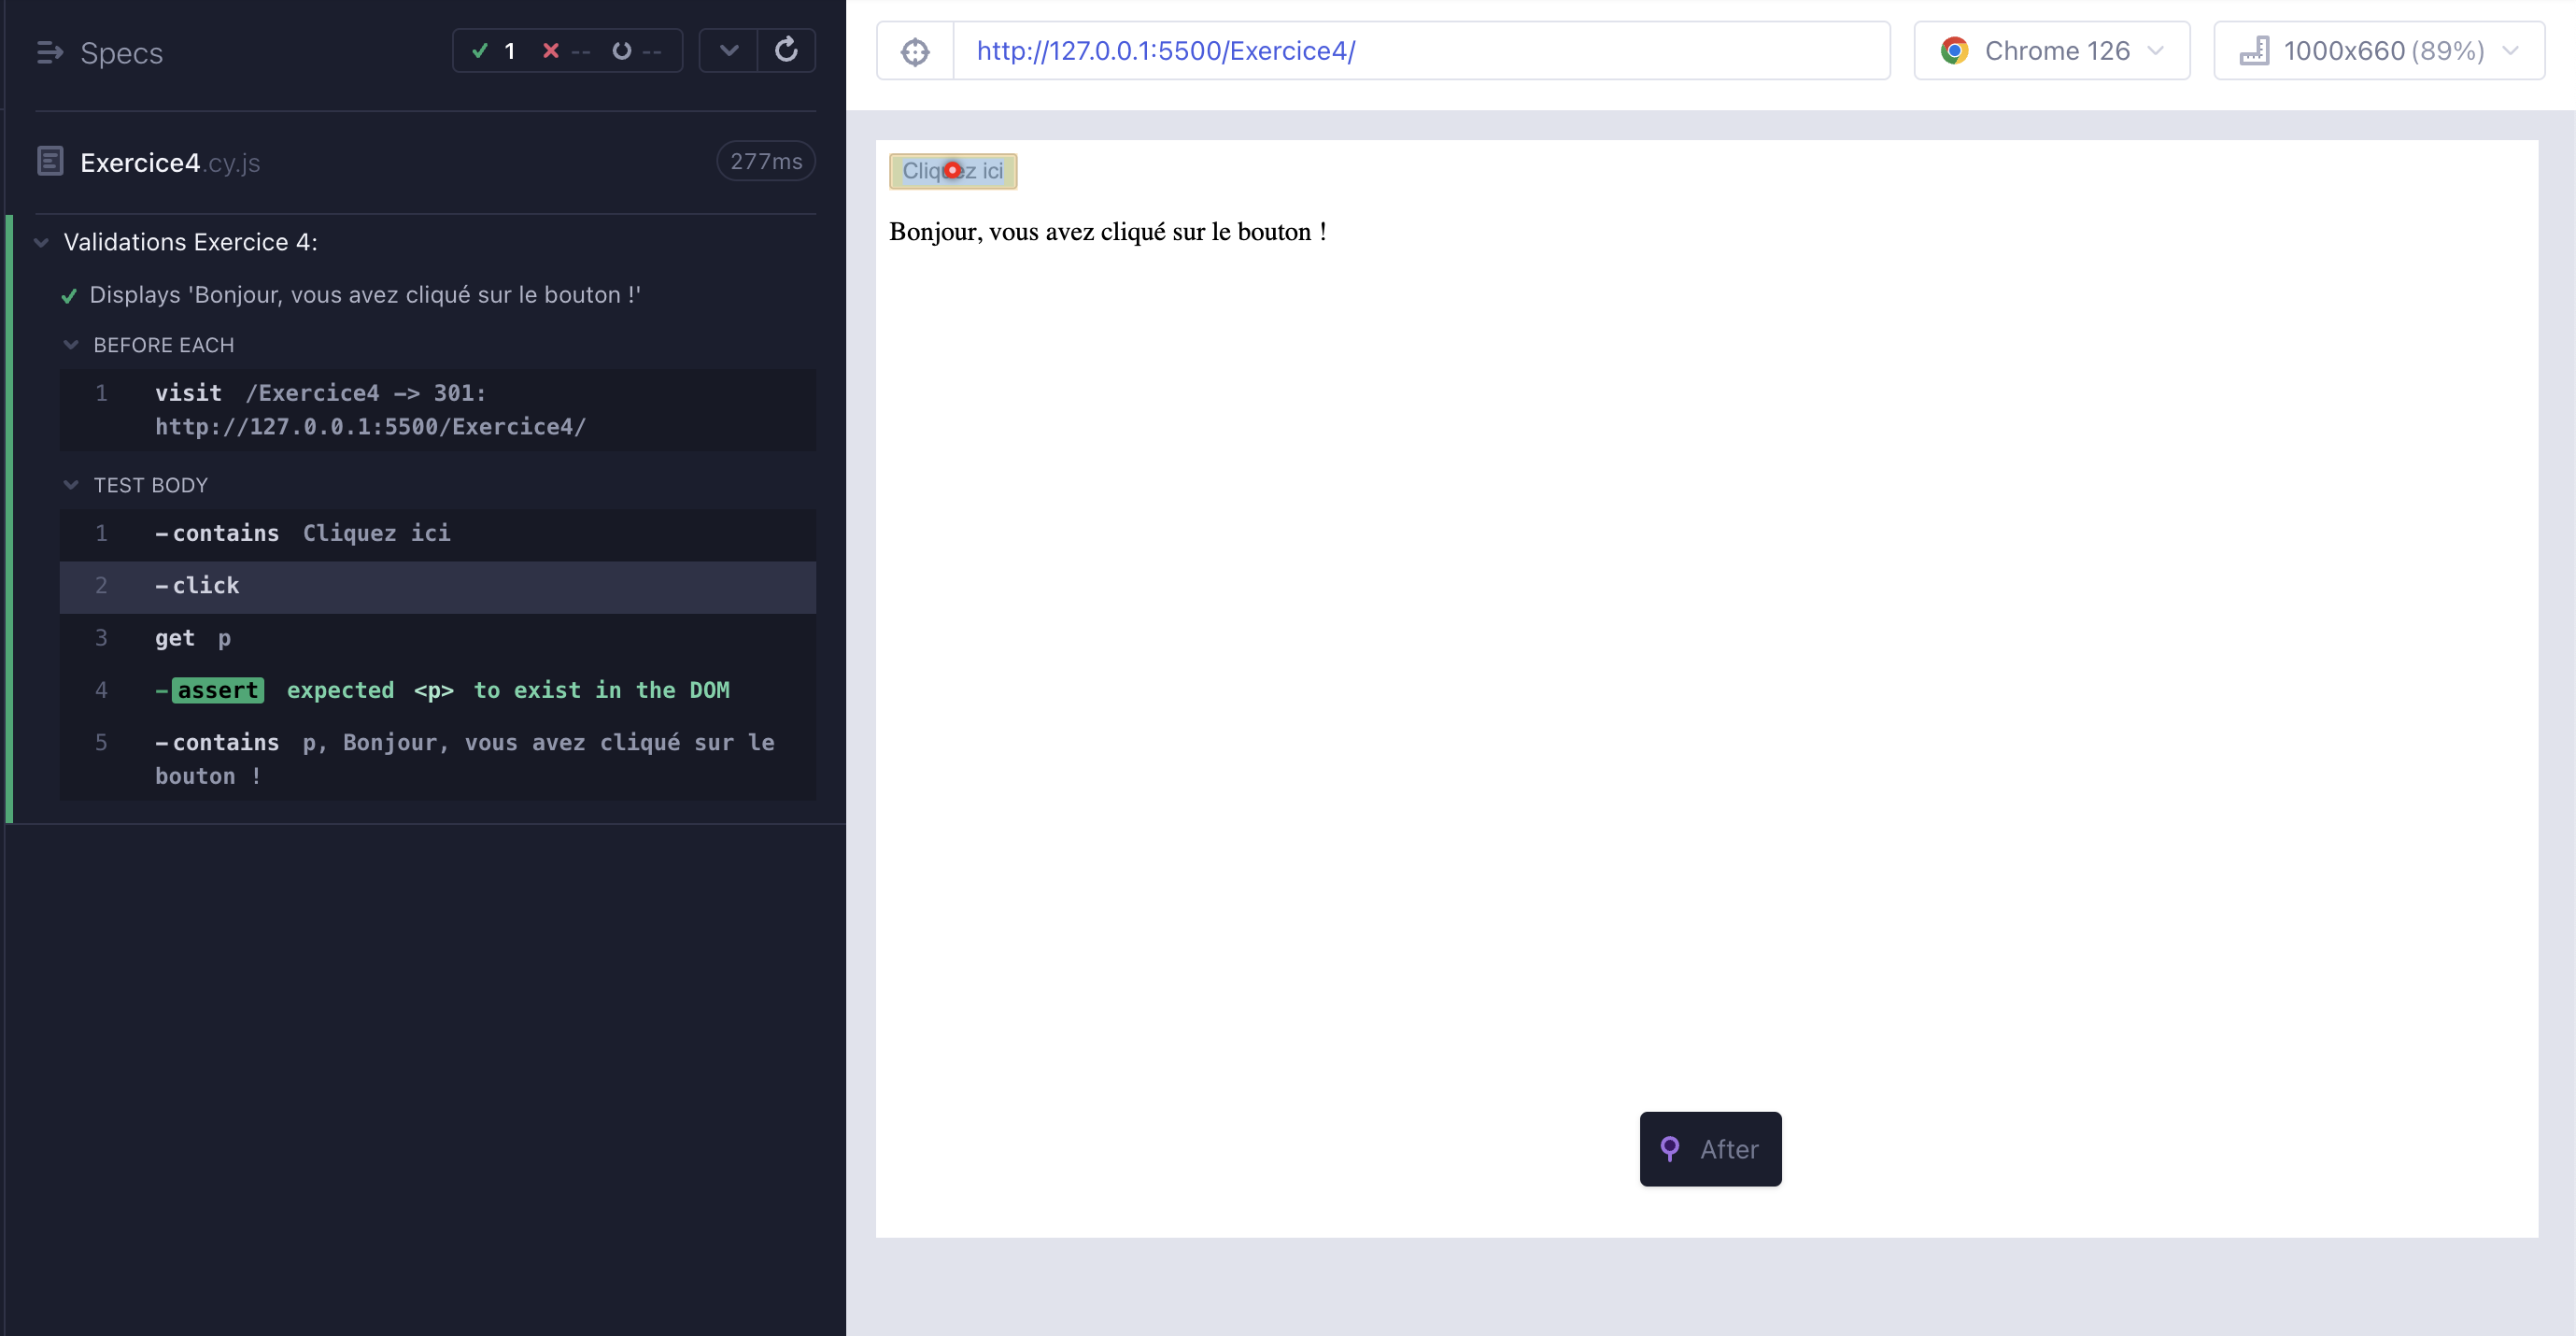 Specs
1 -- --
Exercice4.cy.js
277ms
Validations Exercice 4:
Displays 'Bonjour, vous avez cliqué sur le bouton !'
BEFORE EACH
1 visit /Exercice4 -> 301:
http://127.0.0.1:5500/Exercice4/
TEST BODY
1 -contains Cliquez ici
2 -click
3 get p
4 -assert expected <p> to exist in the DOM
5 -contains p, Bonjour, vous avez cliqué sur le
bouton !
http://127.0.0.1:5500/Exercice4/
Chrome 126
1000x660 (89%)
Cliquez ici
Bonjour, vous avez cliqué sur le bouton !
After